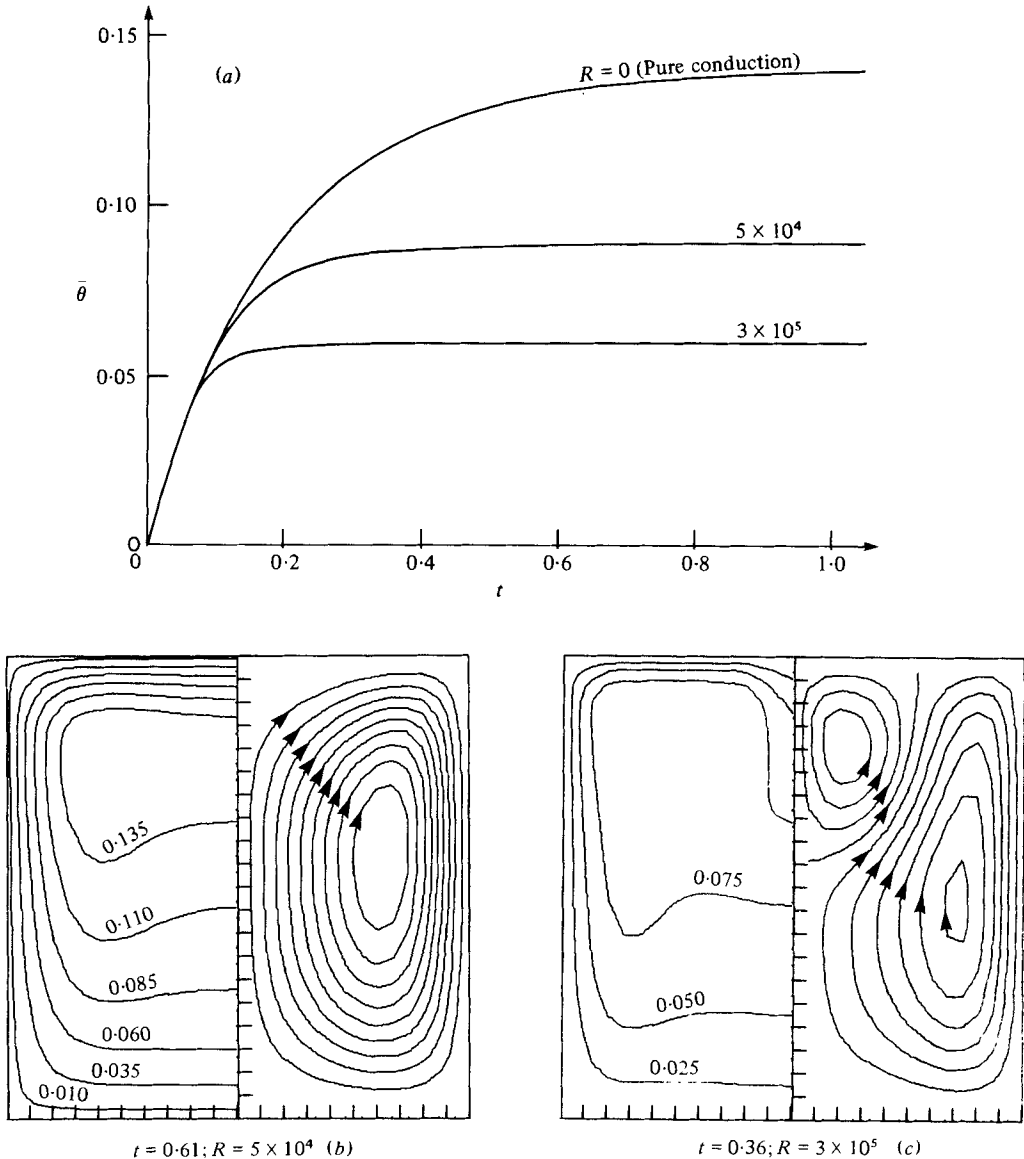 0·15
(a)
R = 0 (Pure conduction)
0·10
5 × 10⁴
θ̄
3 × 10⁵
0·05
O
0
0·2
0·4
0·6
0·8
1·0
t
0·135
0·110
0·085
0·060
0·035
0·010
0·075
0·050
0·025
t = 0·61; R = 5 × 10⁴ (b)
t = 0·36; R = 3 × 10⁵ (c)